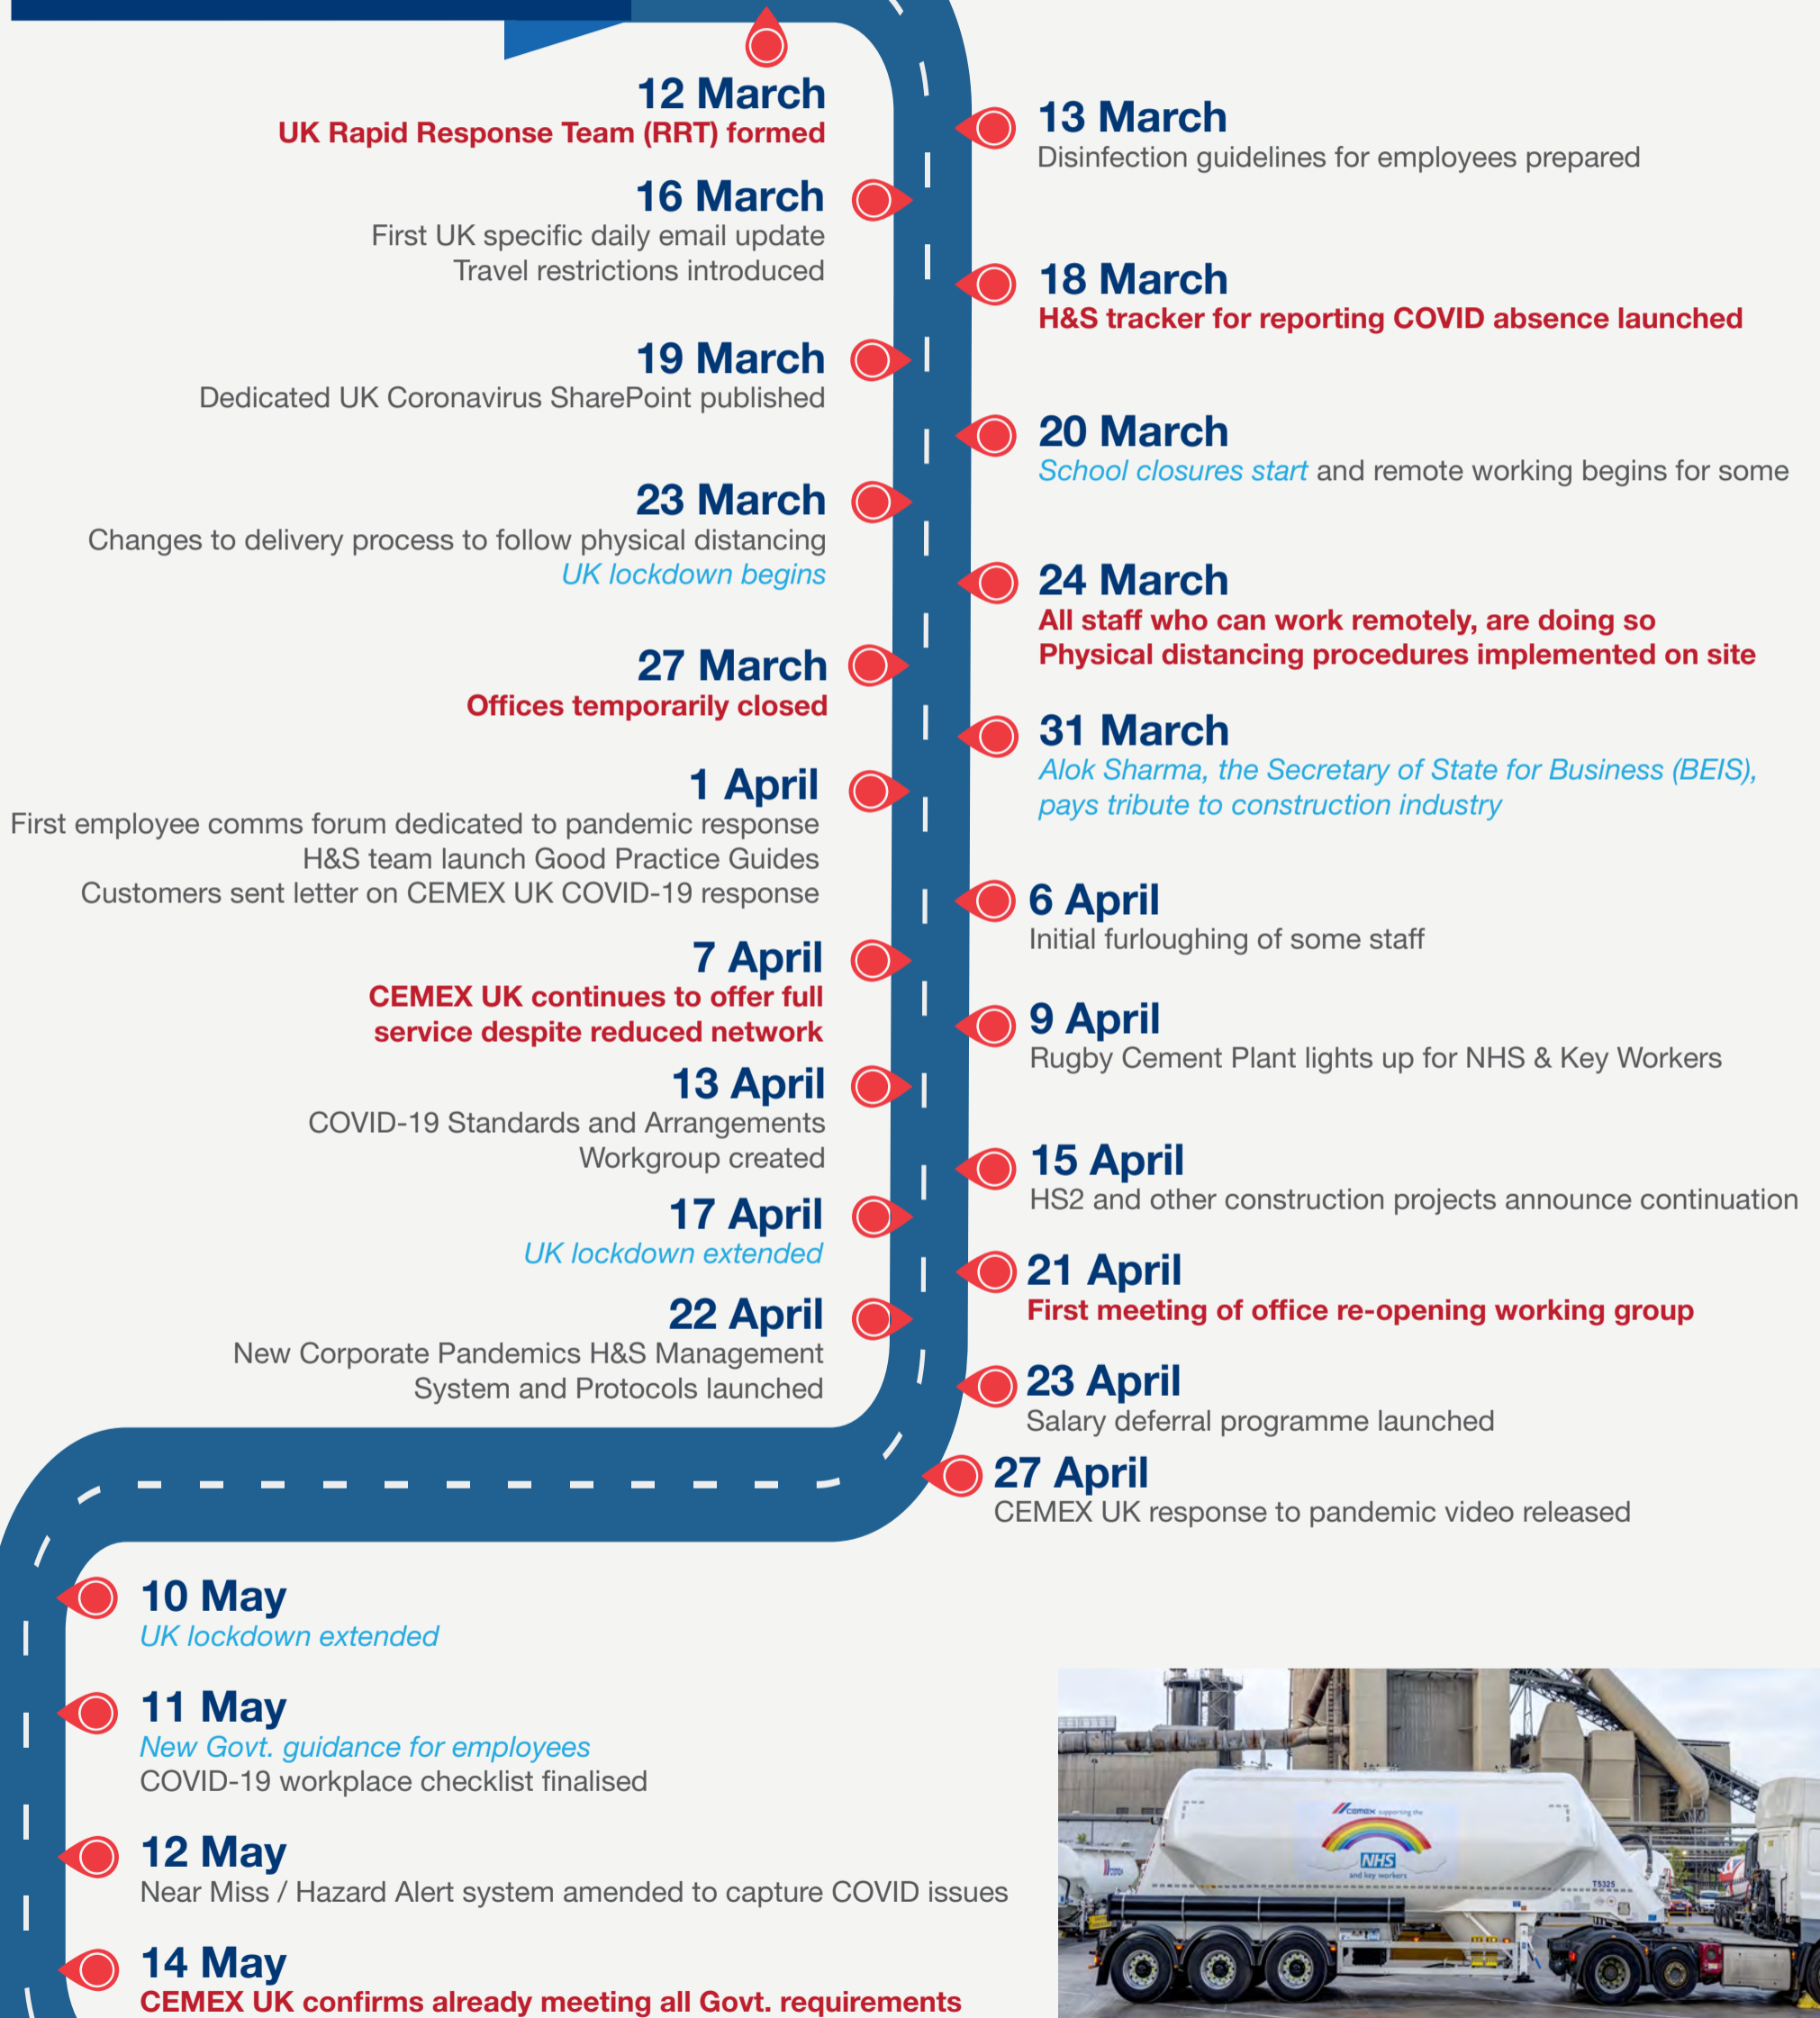 12 March
UK Rapid Response Team (RRT) formed
13 March
Disinfection guidelines for employees prepared
16 March
First UK specific daily email update
Travel restrictions introduced
18 March
H&S tracker for reporting COVID absence launched
19 March
Dedicated UK Coronavirus SharePoint published
20 March
School closures start and remote working begins for some
23 March
Changes to delivery process to follow physical distancing
UK lockdown begins
24 March
All staff who can work remotely, are doing so
Physical distancing procedures implemented on site
27 March
Offices temporarily closed
31 March
Alok Sharma, the Secretary of State for Business (BEIS),
pays tribute to construction industry
1 April
First employee comms forum dedicated to pandemic response
H&S team launch Good Practice Guides
Customers sent letter on CEMEX UK COVID-19 response
6 April
Initial furloughing of some staff
7 April
CEMEX UK continues to offer full
service despite reduced network
9 April
Rugby Cement Plant lights up for NHS & Key Workers
13 April
COVID-19 Standards and Arrangements
Workgroup created
15 April
HS2 and other construction projects announce continuation
17 April
UK lockdown extended
21 April
First meeting of office re-opening working group
22 April
New Corporate Pandemics H&S Management
System and Protocols launched
23 April
Salary deferral programme launched
27 April
CEMEX UK response to pandemic video released
10 May
UK lockdown extended
11 May
New Govt. guidance for employees
COVID-19 workplace checklist finalised
12 May
Near Miss / Hazard Alert system amended to capture COVID issues
14 May
CEMEX UK confirms already meeting all Govt. requirements
cemex supporting the
NHS
and key workers
T5325